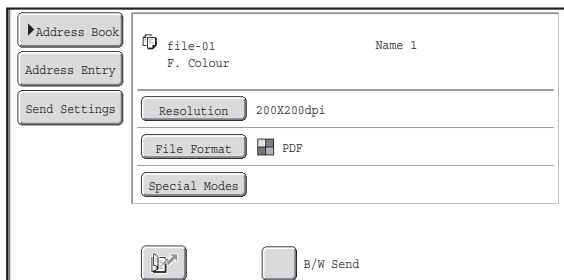 Address Book
Address Entry
Send Settings
file-01 Name 1
F. Colour
Resolution 200X200dpi
File Format PDF
Special Modes
B/W Send